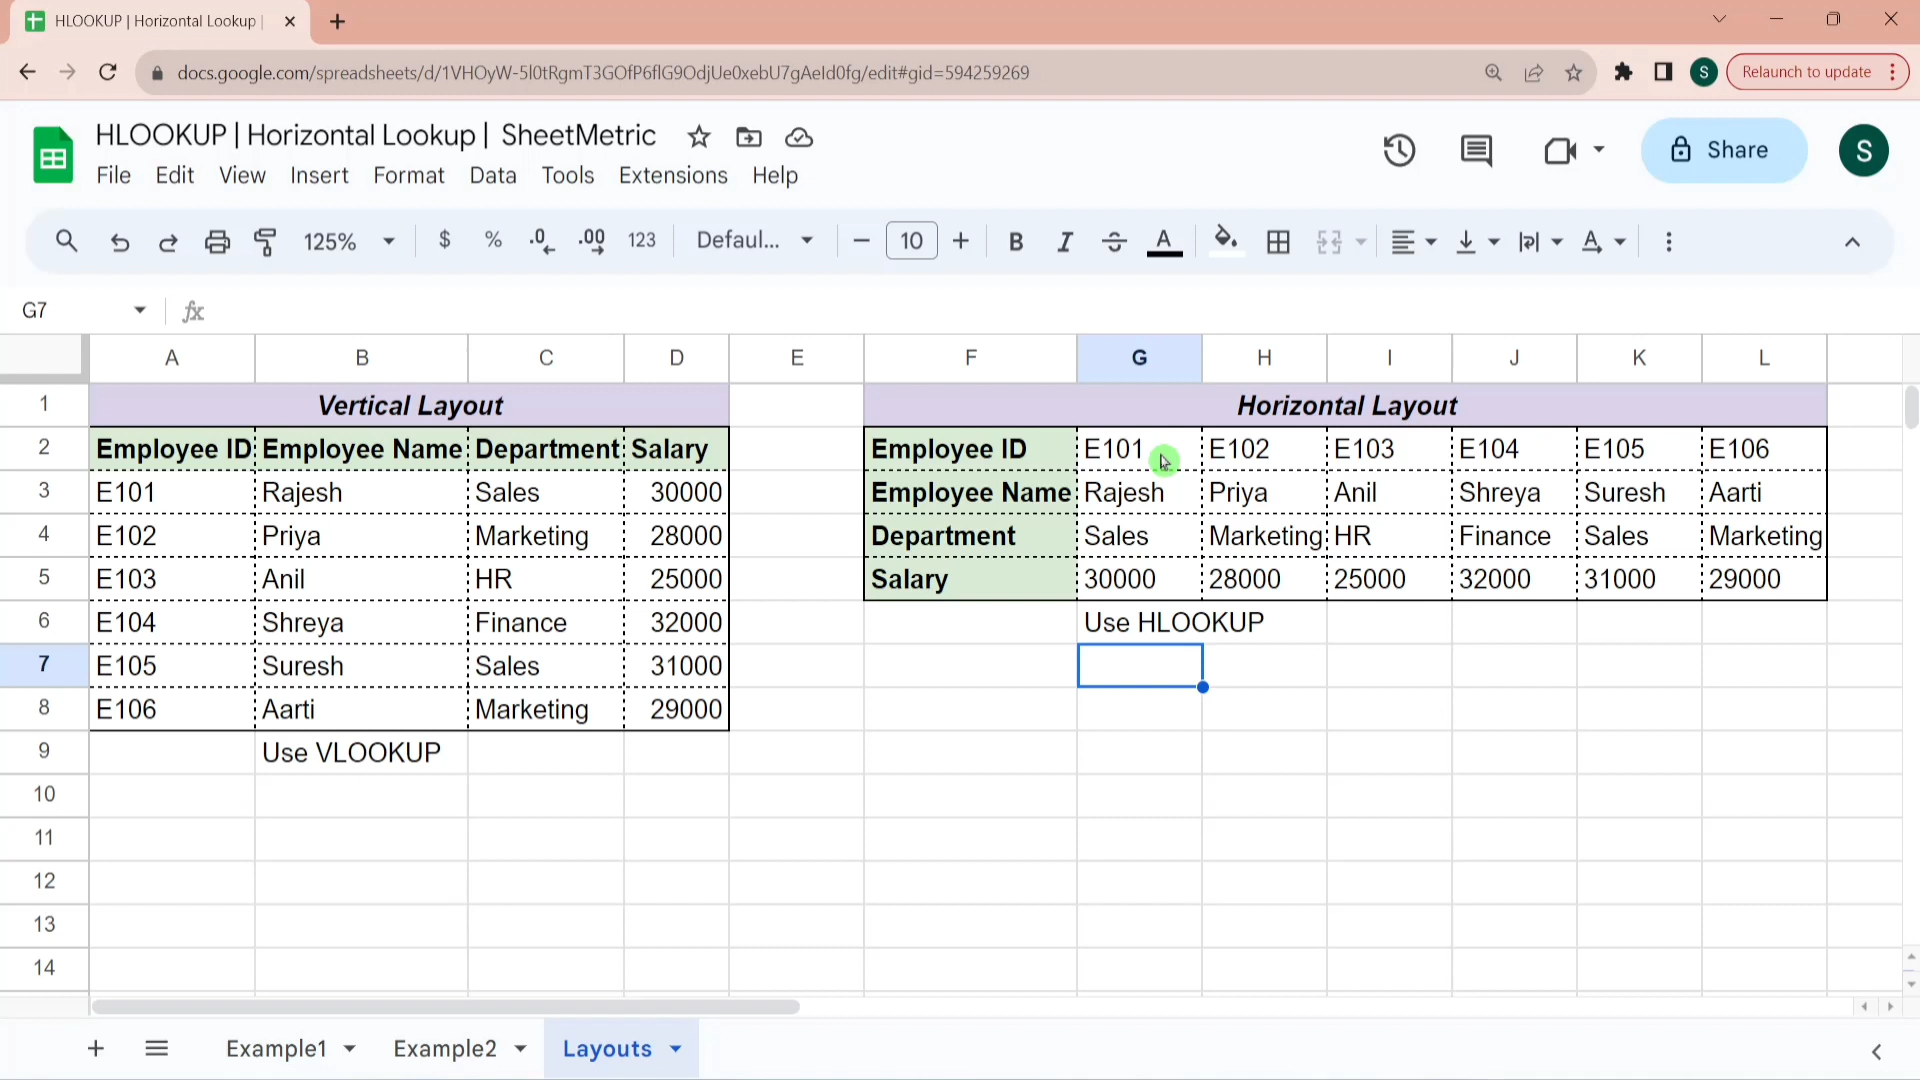 HLOOKUP | Horizontal Lookup |
docs.google.com/spreadsheets/d/1VHOyW-5l0tRgmT3GOfP6flG9OdjUe0xebU7gAeld0fg/edit#gid=594259269
S
Relaunch to update
HLOOKUP | Horizontal Lookup | SheetMetric
File Edit View Insert Format Data Tools Extensions Help
Share
S
125% $ % .0 .00 123 Defaul... 10 B I S A
G7 fx
A B C D E F G H I J K L
1 Vertical Layout Horizontal Layout
2 Employee ID Employee Name Department Salary Employee ID E101 E102 E103 E104 E105 E106
3 E101 Rajesh Sales 30000 Employee Name Rajesh Priya Anil Shreya Suresh Aarti
4 E102 Priya Marketing 28000 Department Sales Marketing HR Finance Sales Marketing
5 E103 Anil HR 25000 Salary 30000 28000 25000 32000 31000 29000
6 E104 Shreya Finance 32000 Use HLOOKUP
7 E105 Suresh Sales 31000
8 E106 Aarti Marketing 29000
9 Use VLOOKUP
10
11
12
13
14
Example1 Example2 Layouts